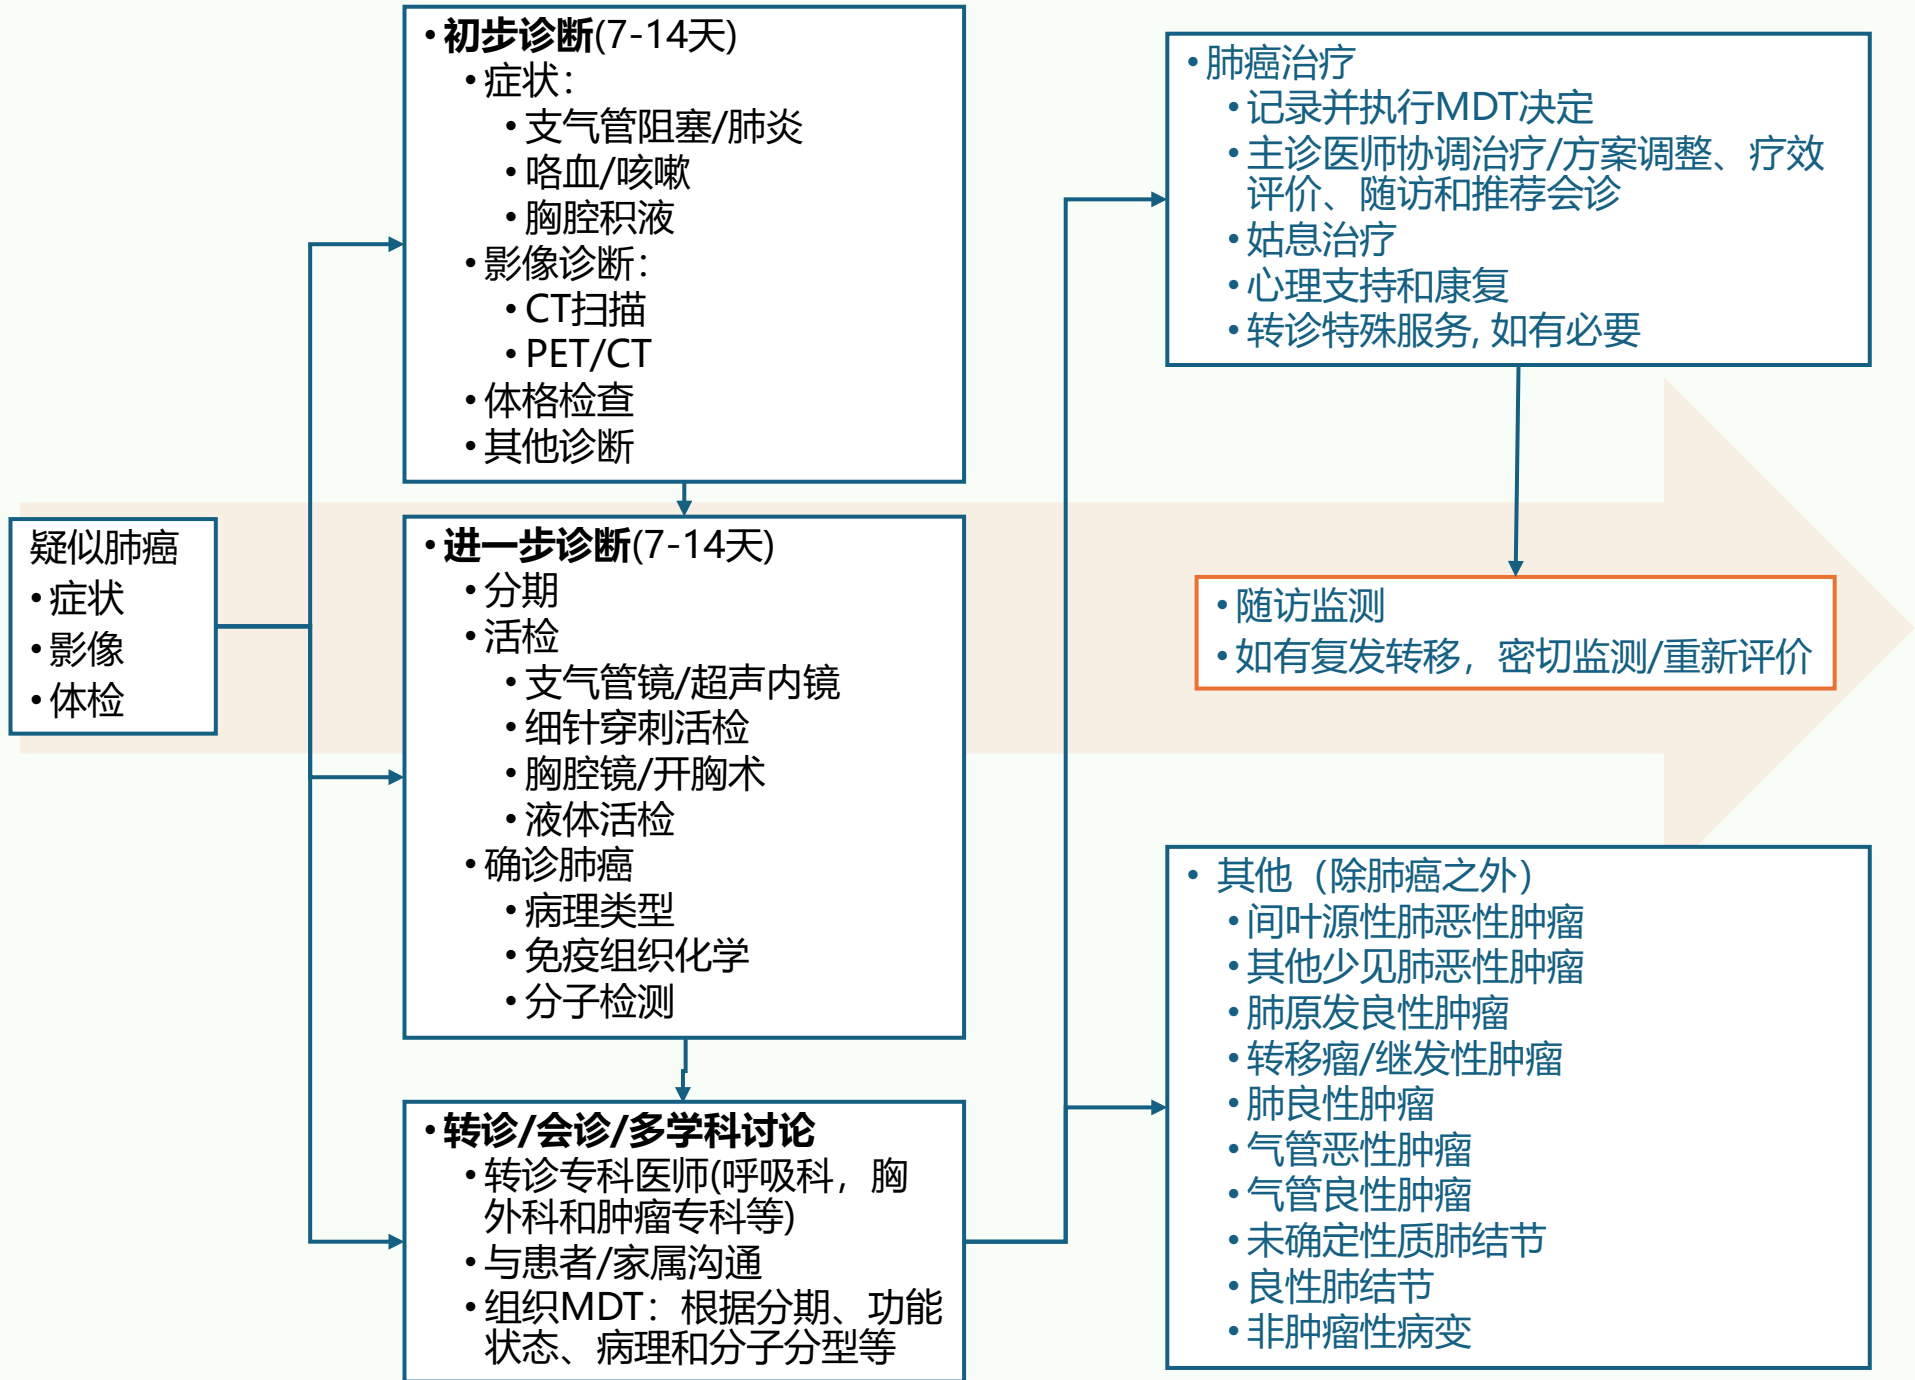 疑似肺癌
•症状
•影像
•体检
•初步诊断(7-14天)
•症状：
•支气管阻塞/肺炎
•咯血/咳嗽
•胸腔积液
•影像诊断：
•CT扫描
•PET/CT
•体格检查
•其他诊断
•进一步诊断(7-14天)
•分期
•活检
•支气管镜/超声内镜
•细针穿刺活检
•胸腔镜/开胸术
•液体活检
•确诊肺癌
•病理类型
•免疫组织化学
•分子检测
•转诊/会诊/多学科讨论
•转诊专科医师(呼吸科，胸
外科和肿瘤专科等)
•与患者/家属沟通
•组织MDT：根据分期、功能
状态、病理和分子分型等
•肺癌治疗
•记录并执行MDT决定
•主诊医师协调治疗/方案调整、疗效
评价、随访和推荐会诊
•姑息治疗
•心理支持和康复
•转诊特殊服务, 如有必要
•随访监测
•如有复发转移，密切监测/重新评价
• 其他（除肺癌之外）
•间叶源性肺恶性肿瘤
•其他少见肺恶性肿瘤
•肺原发良性肿瘤
•转移瘤/继发性肿瘤
•肺良性肿瘤
•气管恶性肿瘤
•气管良性肿瘤
•未确定性质肺结节
•良性肺结节
•非肿瘤性病变